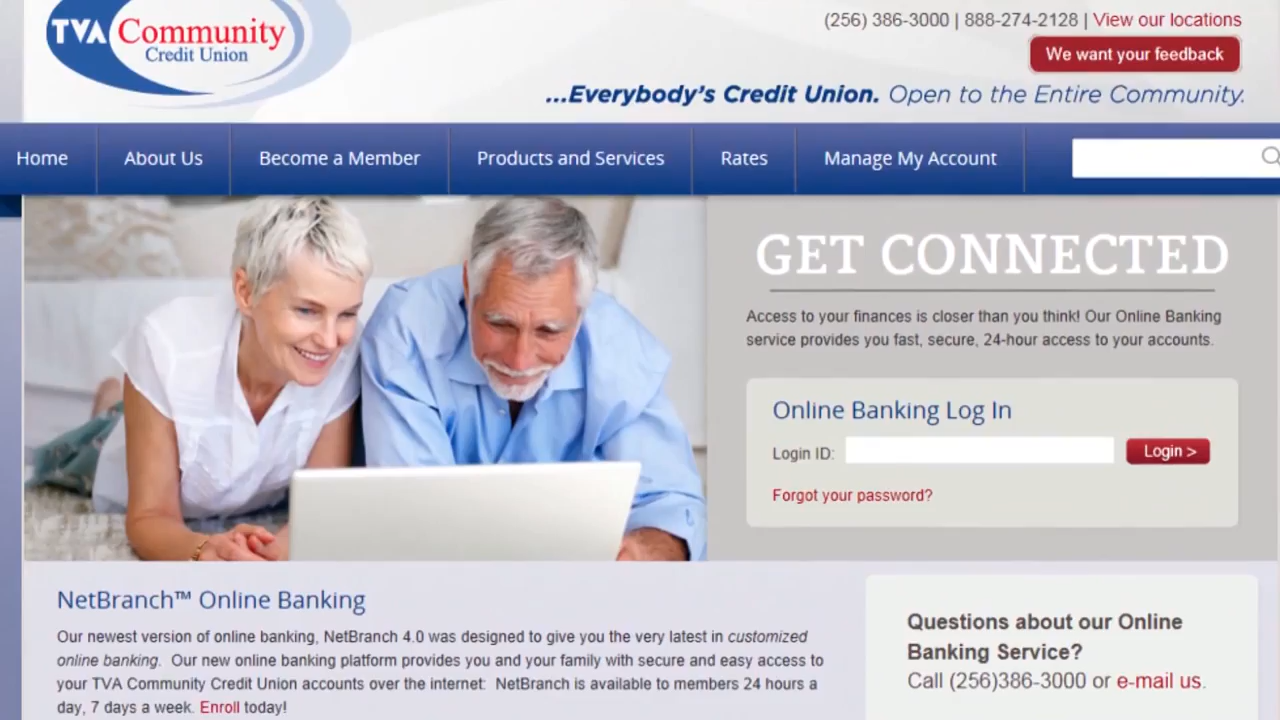 TVA Community
Credit Union
(256) 386-3000 | 888-274-2128 | View our locations
We want your feedback
...Everybody's Credit Union. Open to the Entire Community.
Home About Us Become a Member Products and Services Rates Manage My Account
GET CONNECTED
Access to your finances is closer than you think! Our Online Banking
service provides you fast, secure, 24-hour access to your accounts.
Online Banking Log In
Login ID: Login >
Forgot your password?
NetBranch™ Online Banking
Our newest version of online banking, NetBranch 4.0 was designed to give you the very latest in customized
online banking. Our new online banking platform provides you and your family with secure and easy access to
your TVA Community Credit Union accounts over the internet: NetBranch is available to members 24 hours a
day, 7 days a week. Enroll today!
Questions about our Online
Banking Service?
Call (256)386-3000 or e-mail us.